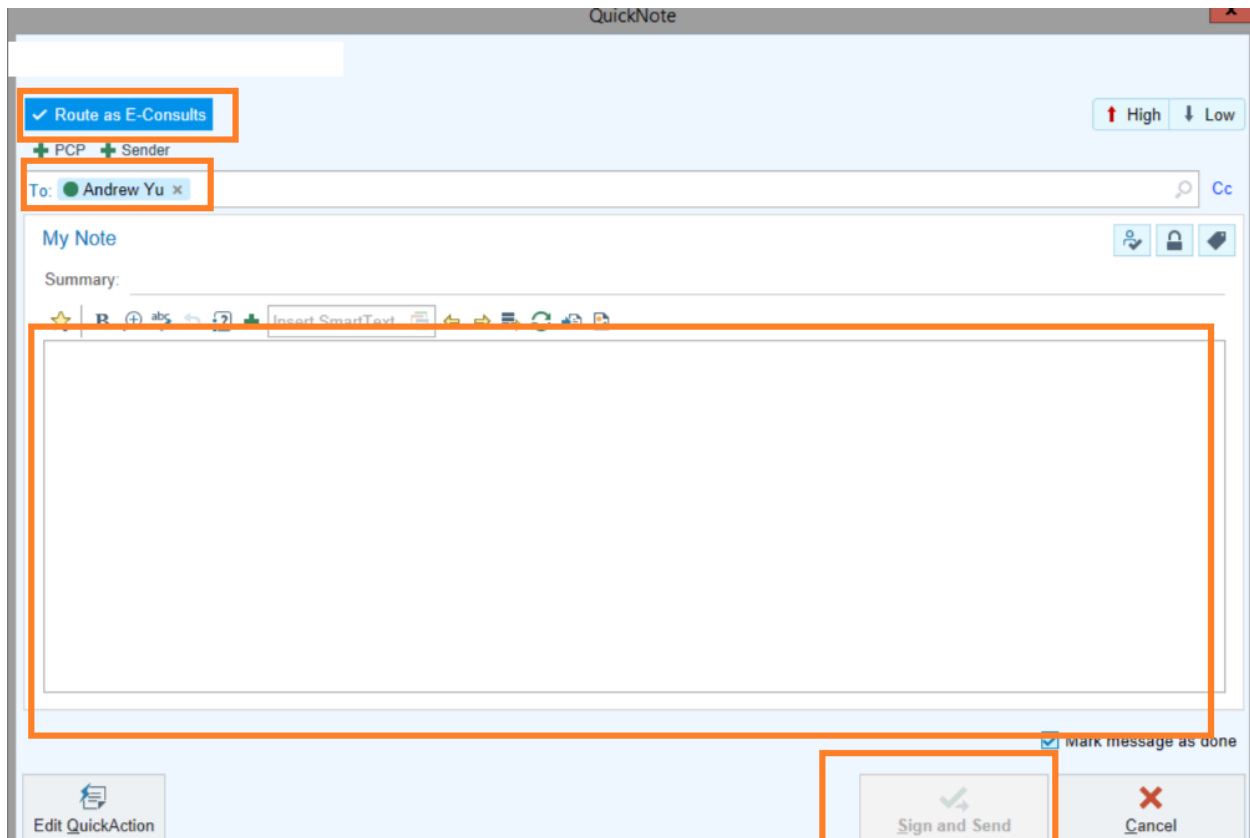 QuickNote
Route as E-Consults
High Low
PCP Sender
To: Andrew Yu × Cc
My Note
Summary:
B abc Insert SmartText
Mark message as done
Edit QuickAction Sign and Send Cancel